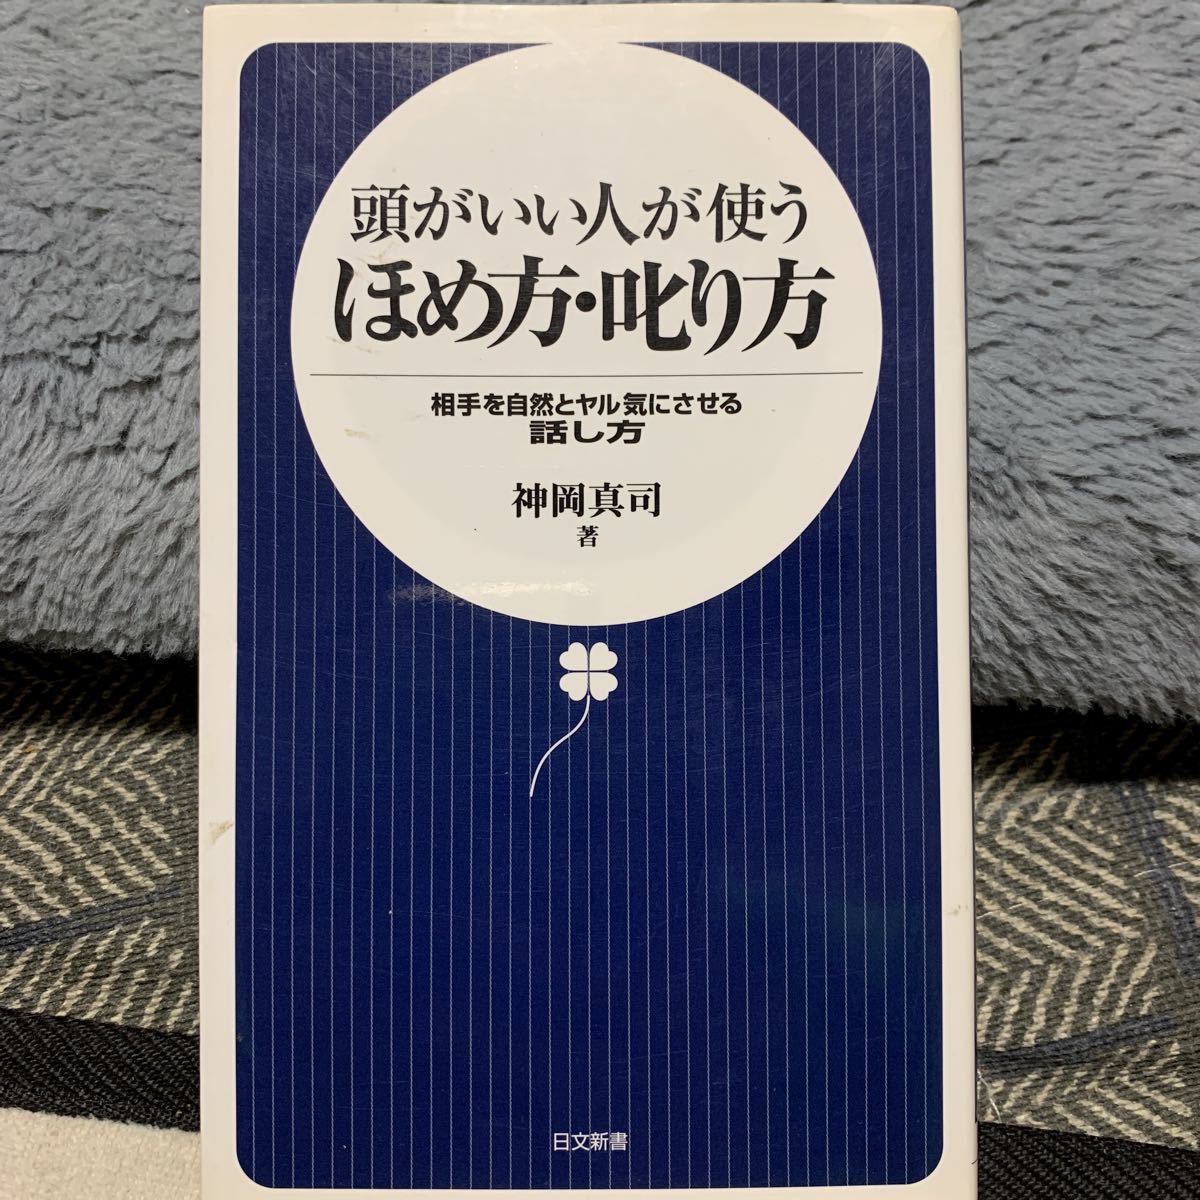 頭がいい人が使う
ほめ方・叱り方
相手を自然とヤル気にさせる
話し方
神岡真司
著
日文新書